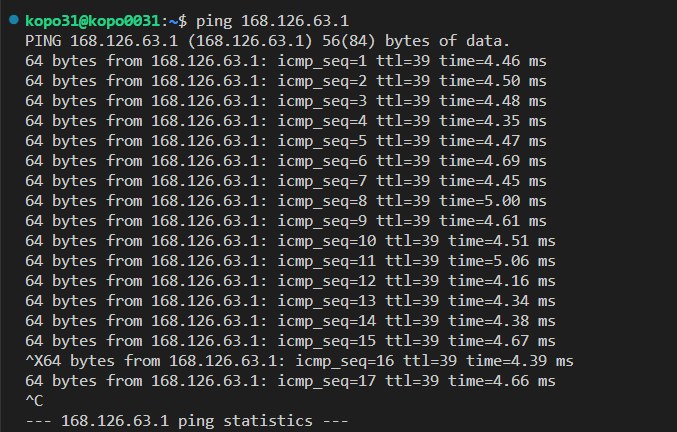 kopo31@kopo0031:~$ ping 168.126.63.1
PING 168.126.63.1 (168.126.63.1) 56(84) bytes of data.
64 bytes from 168.126.63.1: icmp_seq=1 ttl=39 time=4.46 ms
64 bytes from 168.126.63.1: icmp_seq=2 ttl=39 time=4.50 ms
64 bytes from 168.126.63.1: icmp_seq=3 ttl=39 time=4.48 ms
64 bytes from 168.126.63.1: icmp_seq=4 ttl=39 time=4.35 ms
64 bytes from 168.126.63.1: icmp_seq=5 ttl=39 time=4.47 ms
64 bytes from 168.126.63.1: icmp_seq=6 ttl=39 time=4.69 ms
64 bytes from 168.126.63.1: icmp_seq=7 ttl=39 time=4.45 ms
64 bytes from 168.126.63.1: icmp_seq=8 ttl=39 time=5.00 ms
64 bytes from 168.126.63.1: icmp_seq=9 ttl=39 time=4.61 ms
64 bytes from 168.126.63.1: icmp_seq=10 ttl=39 time=4.51 ms
64 bytes from 168.126.63.1: icmp_seq=11 ttl=39 time=5.06 ms
64 bytes from 168.126.63.1: icmp_seq=12 ttl=39 time=4.16 ms
64 bytes from 168.126.63.1: icmp_seq=13 ttl=39 time=4.34 ms
64 bytes from 168.126.63.1: icmp_seq=14 ttl=39 time=4.38 ms
64 bytes from 168.126.63.1: icmp_seq=15 ttl=39 time=4.67 ms
^X64 bytes from 168.126.63.1: icmp_seq=16 ttl=39 time=4.39 ms
64 bytes from 168.126.63.1: icmp_seq=17 ttl=39 time=4.66 ms
^C
--- 168.126.63.1 ping statistics ---